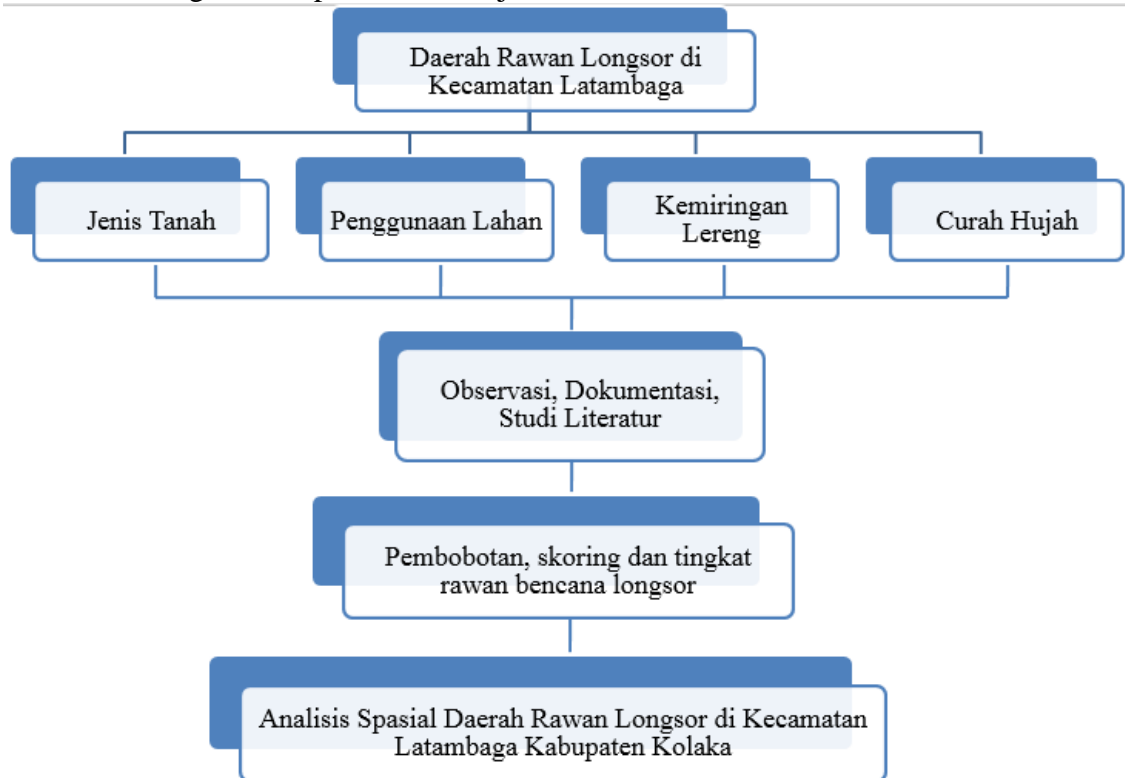 Daerah Rawan Longsor di
Kecamatan Latambaga
Jenis Tanah
Penggunaan Lahan
Kemiringan
Lereng
Curah Hujah
Observasi, Dokumentasi,
Studi Literatur
Pembobotan, skoring dan tingkat
rawan bencana longsor
Analisis Spasial Daerah Rawan Longsor di Kecamatan
Latambaga Kabupaten Kolaka